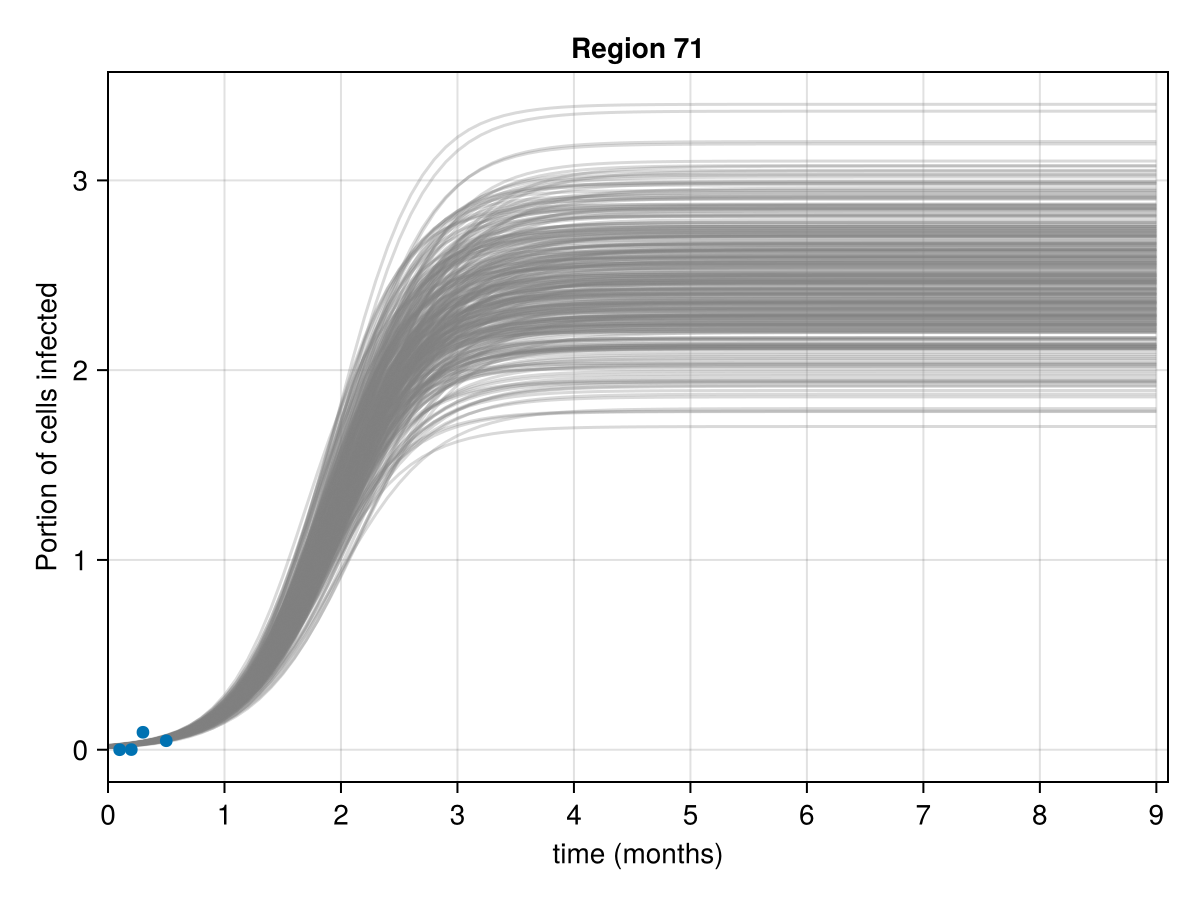 Region 71
Portion of cells infected
3
2
1
0
0 1 2 3 4 5 6 7 8 9
time (months)